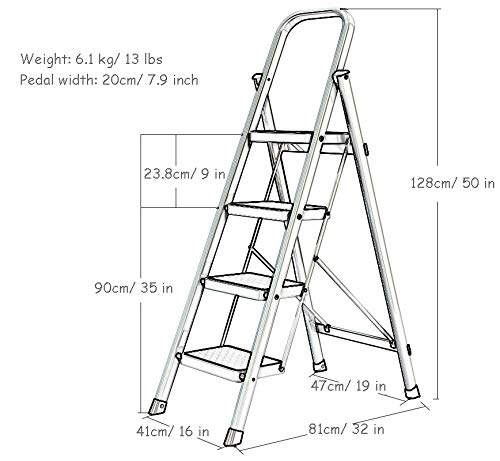 Weight: 6.1 kg/ 13 lbs
Pedal width: 20cm/ 7.9 inch
23.8cm/ 9 in
128cm/ 50 in
90cm/ 35 in
47cm/ 19 in
41cm/ 16 in
81cm/ 32 in